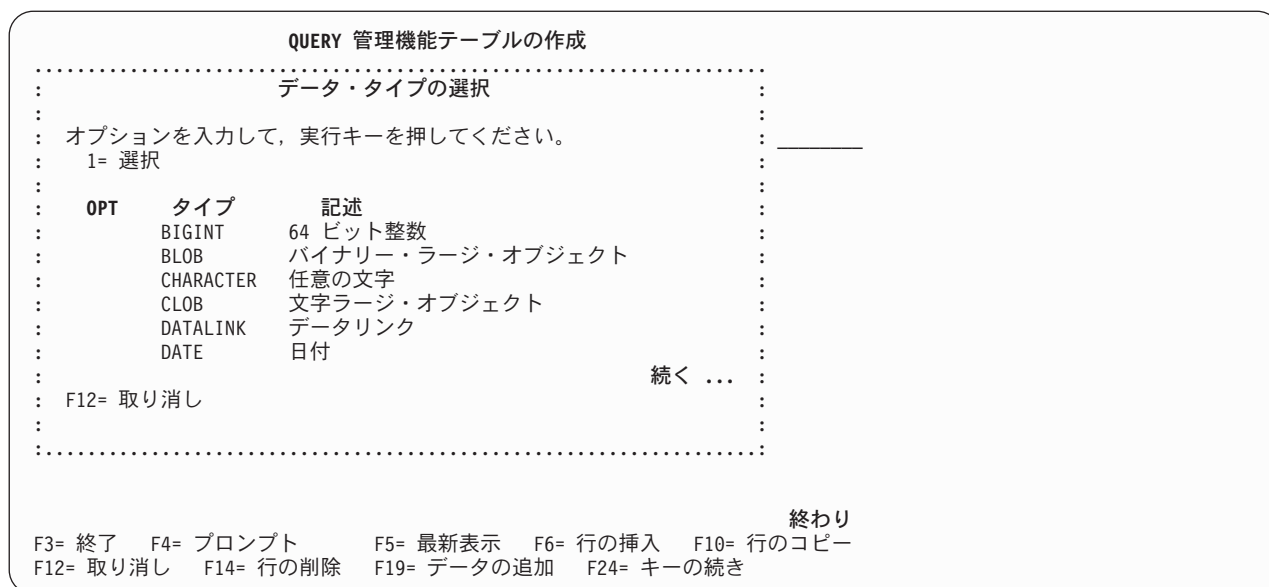 QUERY 管理機能テーブルの作成
......................................................................
: データ・タイプの選択 :
: :
: オプションを入力して，実行キーを押してください。 : ________
: 1= 選択 :
: :
: OPT タイプ 記述 :
: BIGINT 64 ビット整数 :
: BLOB バイナリー・ラージ・オブジェクト :
: CHARACTER 任意の文字 :
: CLOB 文字ラージ・オブジェクト :
: DATALINK データリンク :
: DATE 日付 :
: 続く ... :
: F12= 取り消し :
: :
:....................................................................:
終わり
F3= 終了 F4= プロンプト F5= 最新表示 F6= 行の挿入 F10= 行のコピー
F12= 取り消し F14= 行の削除 F19= データの追加 F24= キーの続き